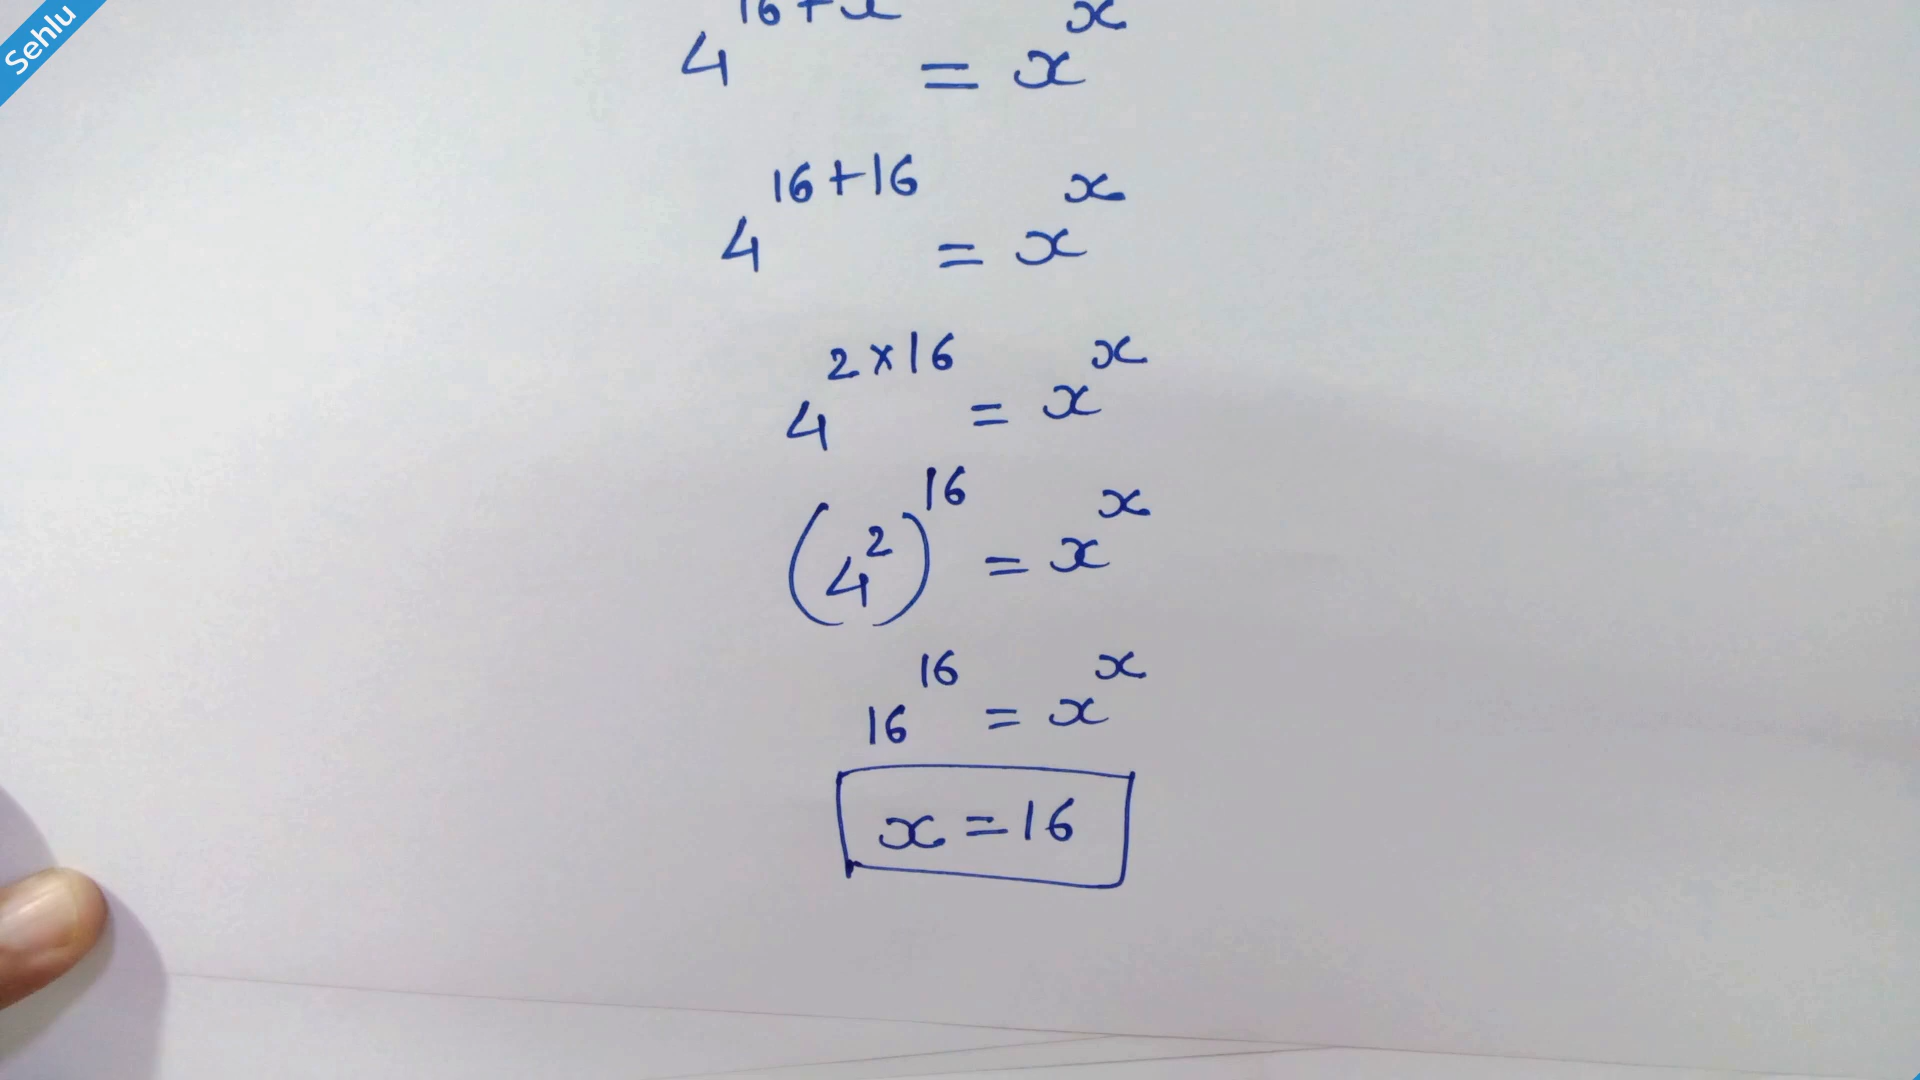 Sehlu
4^{16+x} = x^x
4^{16+16} = x^x
4^{2×16} = x^x
(4^2)^{16} = x^x
16^{16} = x^x
x = 16